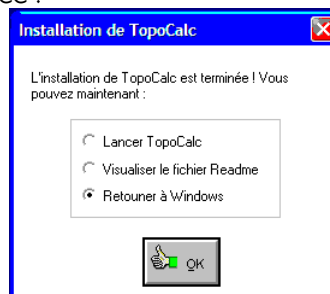 Installation de TopoCalc
L'installation de TopoCalc est terminée ! Vous
pouvez maintenant :
Lancer TopoCalc
Visualiser le fichier Readme
Retouner à Windows
OK